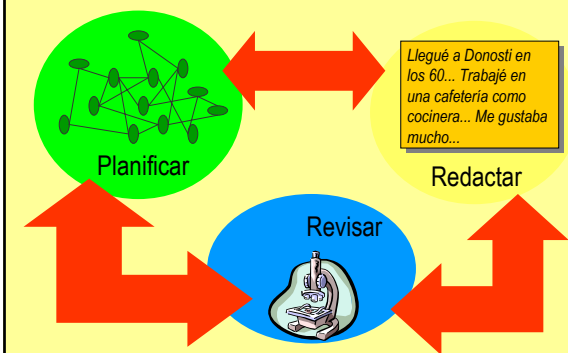 Planificar
Llegué a Donosti en
los 60... Trabajé en
una cafetería como
cocinera... Me gustaba
mucho...
Redactar
Revisar